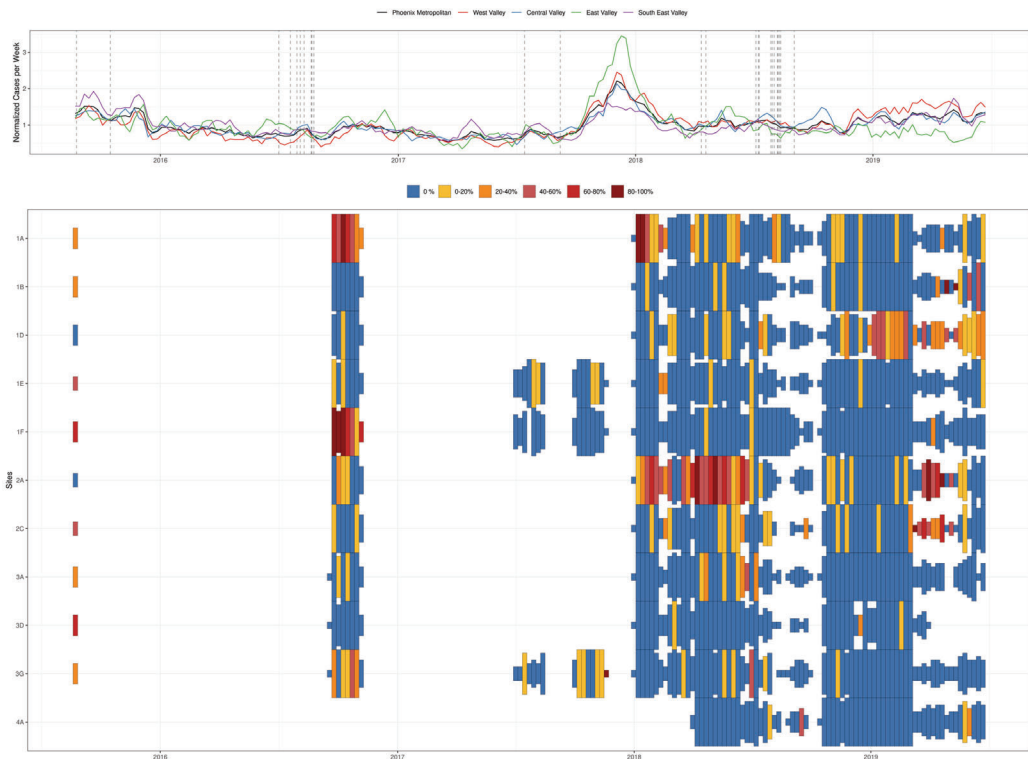 Phoenix Metropolitan West Valley Central Valley East Valley South East Valley
Normalized Cases per Week
3
2
1
2016 2017 2018 2019
0 % 0-20% 20-40% 40-60% 60-80% 80-100%
Sites
1A
1B
1D
1E
1F
2A
2C
3A
3D
3G
4A
2016 2017 2018 2019